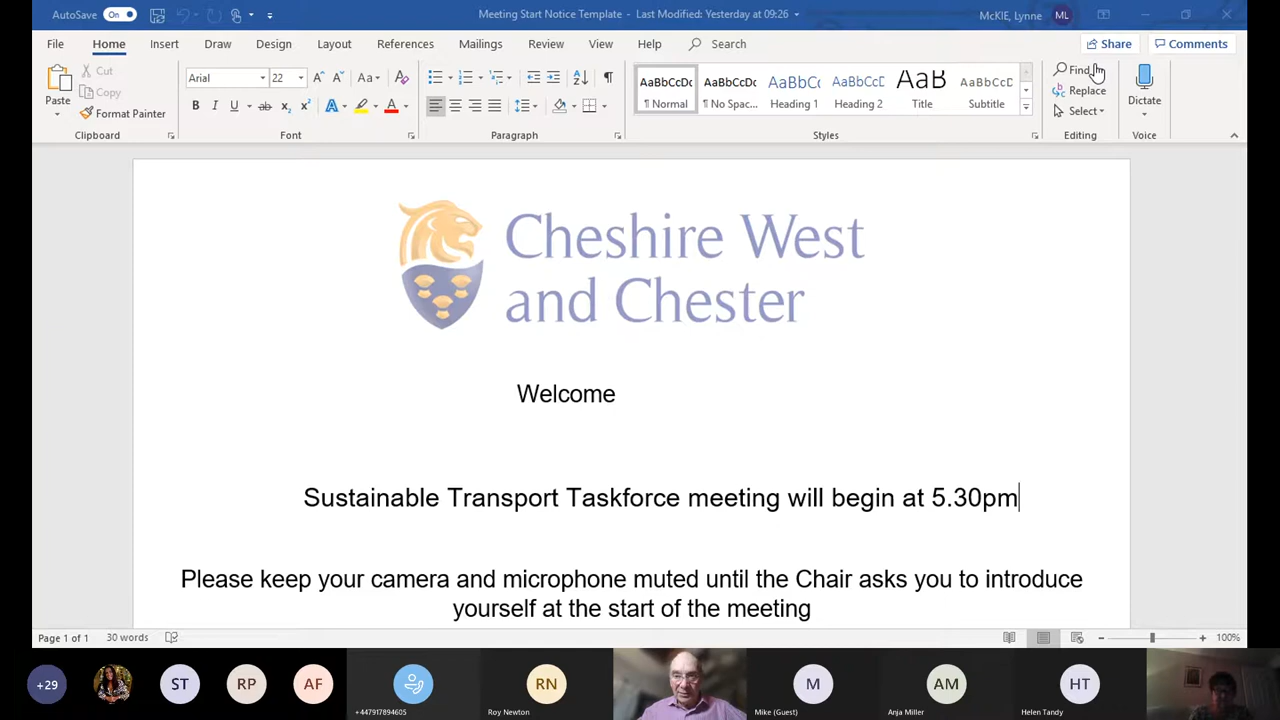 AutoSave On Meeting Start Notice Template - Last Modified: Yesterday at 09:26 McKIE, Lynne ML
File Home Insert Draw Design Layout References Mailings Review View Help Search Share Comments
Paste Cut Copy Format Painter
Arial 22 Aa
B I U ab x₂ x² A A
AaBbCcDc AaBbCcDc AaBbCc AaBbCcC AaB AaBbCcD
¶ Normal ¶ No Spac... Heading 1 Heading 2 Title Subtitle
Find
Replace
Select
Dictate
Clipboard Font Paragraph Styles Editing Voice
Cheshire West
and Chester
Welcome
Sustainable Transport Taskforce meeting will begin at 5.30pm
Please keep your camera and microphone muted until the Chair asks you to introduce
yourself at the start of the meeting
Page 1 of 1 30 words 100%
+29 ST RP AF RN M AM HT
+447917894605 Roy Newton Mike (Guest) Anja Miller Helen Tandy